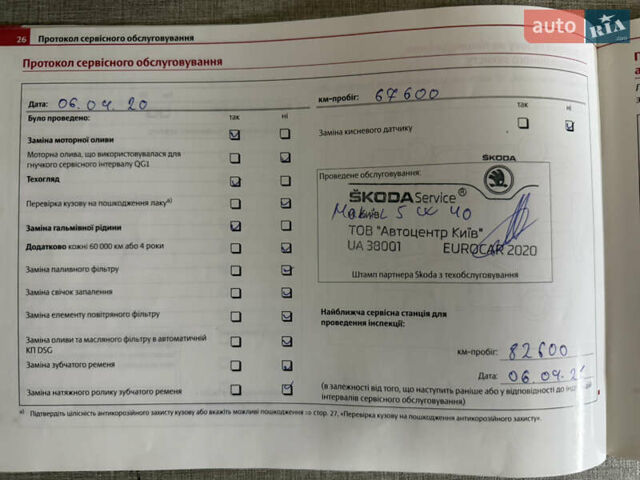 auto RIA.com
26 Протокол сервісного обслуговування
Протокол сервісного обслуговування
Дата: 06.04.20 км-пробіг: 67600
Було проведено: так ні так ні
Заміна моторної оливи
Заміна кисневого датчику
Моторна олива, що використовувалася для
гнучкого сервісного інтервалу QG1
Техогляд
Перевірка кузову на пошкодження лаку а)
Заміна гальмівної рідини
Додатково кожні 60 000 км або 4 роки
Заміна паливного фільтру
Заміна свічок запалення
Заміна елементу повітряного фільтру
Заміна оливи та масляного фільтру в автоматичній
КП DSG
Заміна зубчатого ременя
Заміна натяжного ролику зубчатого ременя
ŠKODA
Проведене обслуговування:
ŠKODA Service®
м.Київ
5W40
ТОВ "Автоцентр Київ"
UA 38001 EUROCAR 2020
Штамп партнера Skoda з техобслуговування
Найближча сервісна станція для
проведення інспекції:
км-пробіг: 82600
Дата: 06.04.21
(в залежності від того, що наступить раніше або у відповідності до
інтервалів сервісного обслуговування)
а) Підтвердіть цілісність антикорозійного захисту кузову або вкажіть можливі пошкодження ⇒ стор. 27, «Перевірка кузову на пошкодження антикорозійного захисту».